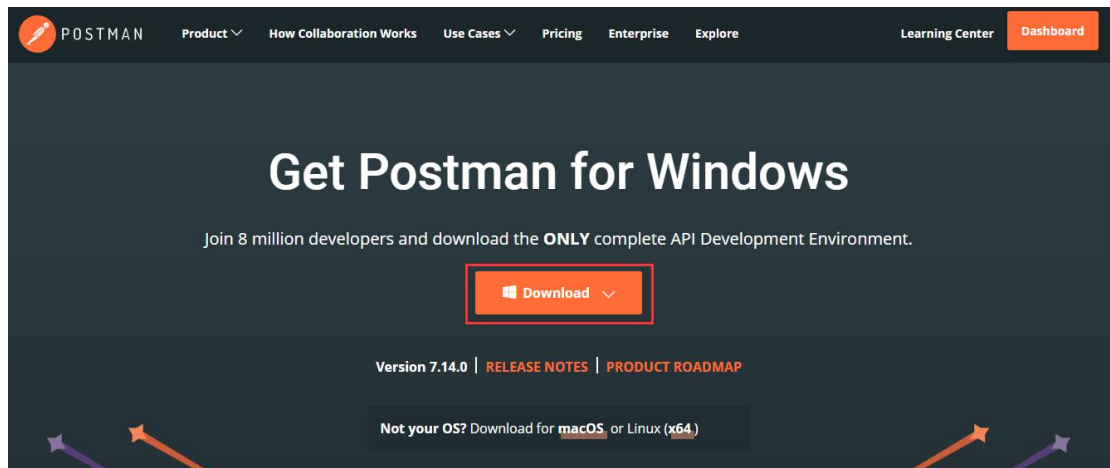 POSTMAN Product How Collaboration Works Use Cases Pricing Enterprise Explore Learning Center Dashboard
Get Postman for Windows
Join 8 million developers and download the ONLY complete API Development Environment.
Download
Version 7.14.0 | RELEASE NOTES | PRODUCT ROADMAP
Not your OS? Download for macOS or Linux (x64)